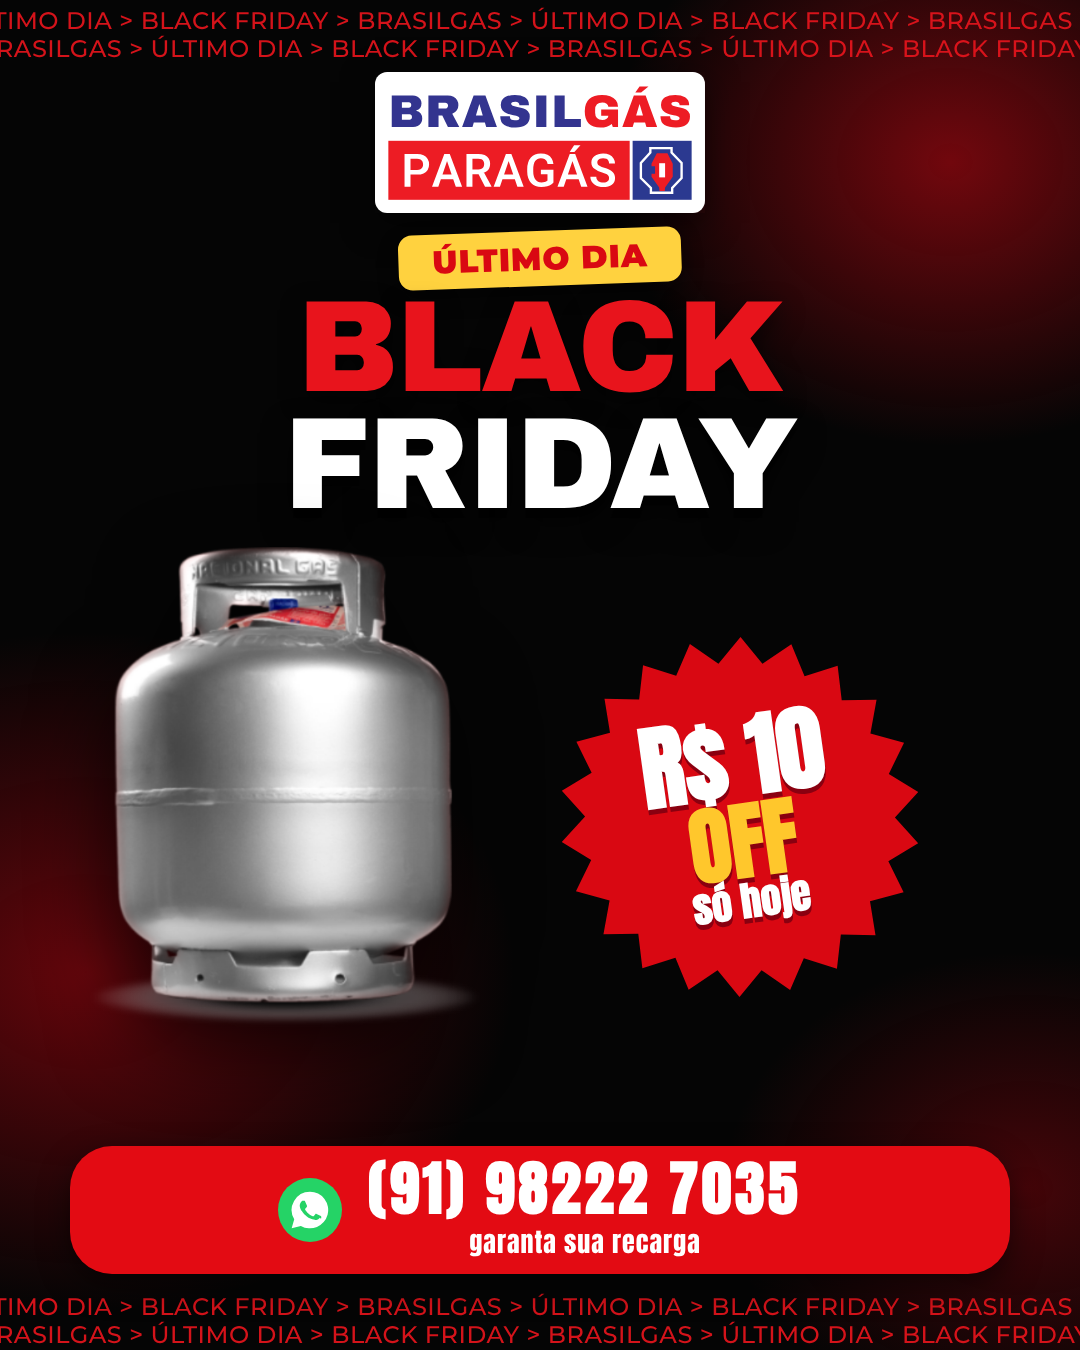 TIMO DIA > BLACK FRIDAY > BRASILGAS > ÚLTIMO DIA > BLACK FRIDAY > BRASILGAS
RASILGAS > ÚLTIMO DIA > BLACK FRIDAY > BRASILGAS > ÚLTIMO DIA > BLACK FRIDAY
BRASILGÁS
PARAGÁS
ÚLTIMO DIA
BLACK
FRIDAY
NACIONAL GAS
R$ 10
OFF
só hoje
(91) 98222 7035
garanta sua recarga
TIMO DIA > BLACK FRIDAY > BRASILGAS > ÚLTIMO DIA > BLACK FRIDAY > BRASILGAS
RASILGAS > ÚLTIMO DIA > BLACK FRIDAY > BRASILGAS > ÚLTIMO DIA > BLACK FRIDAY